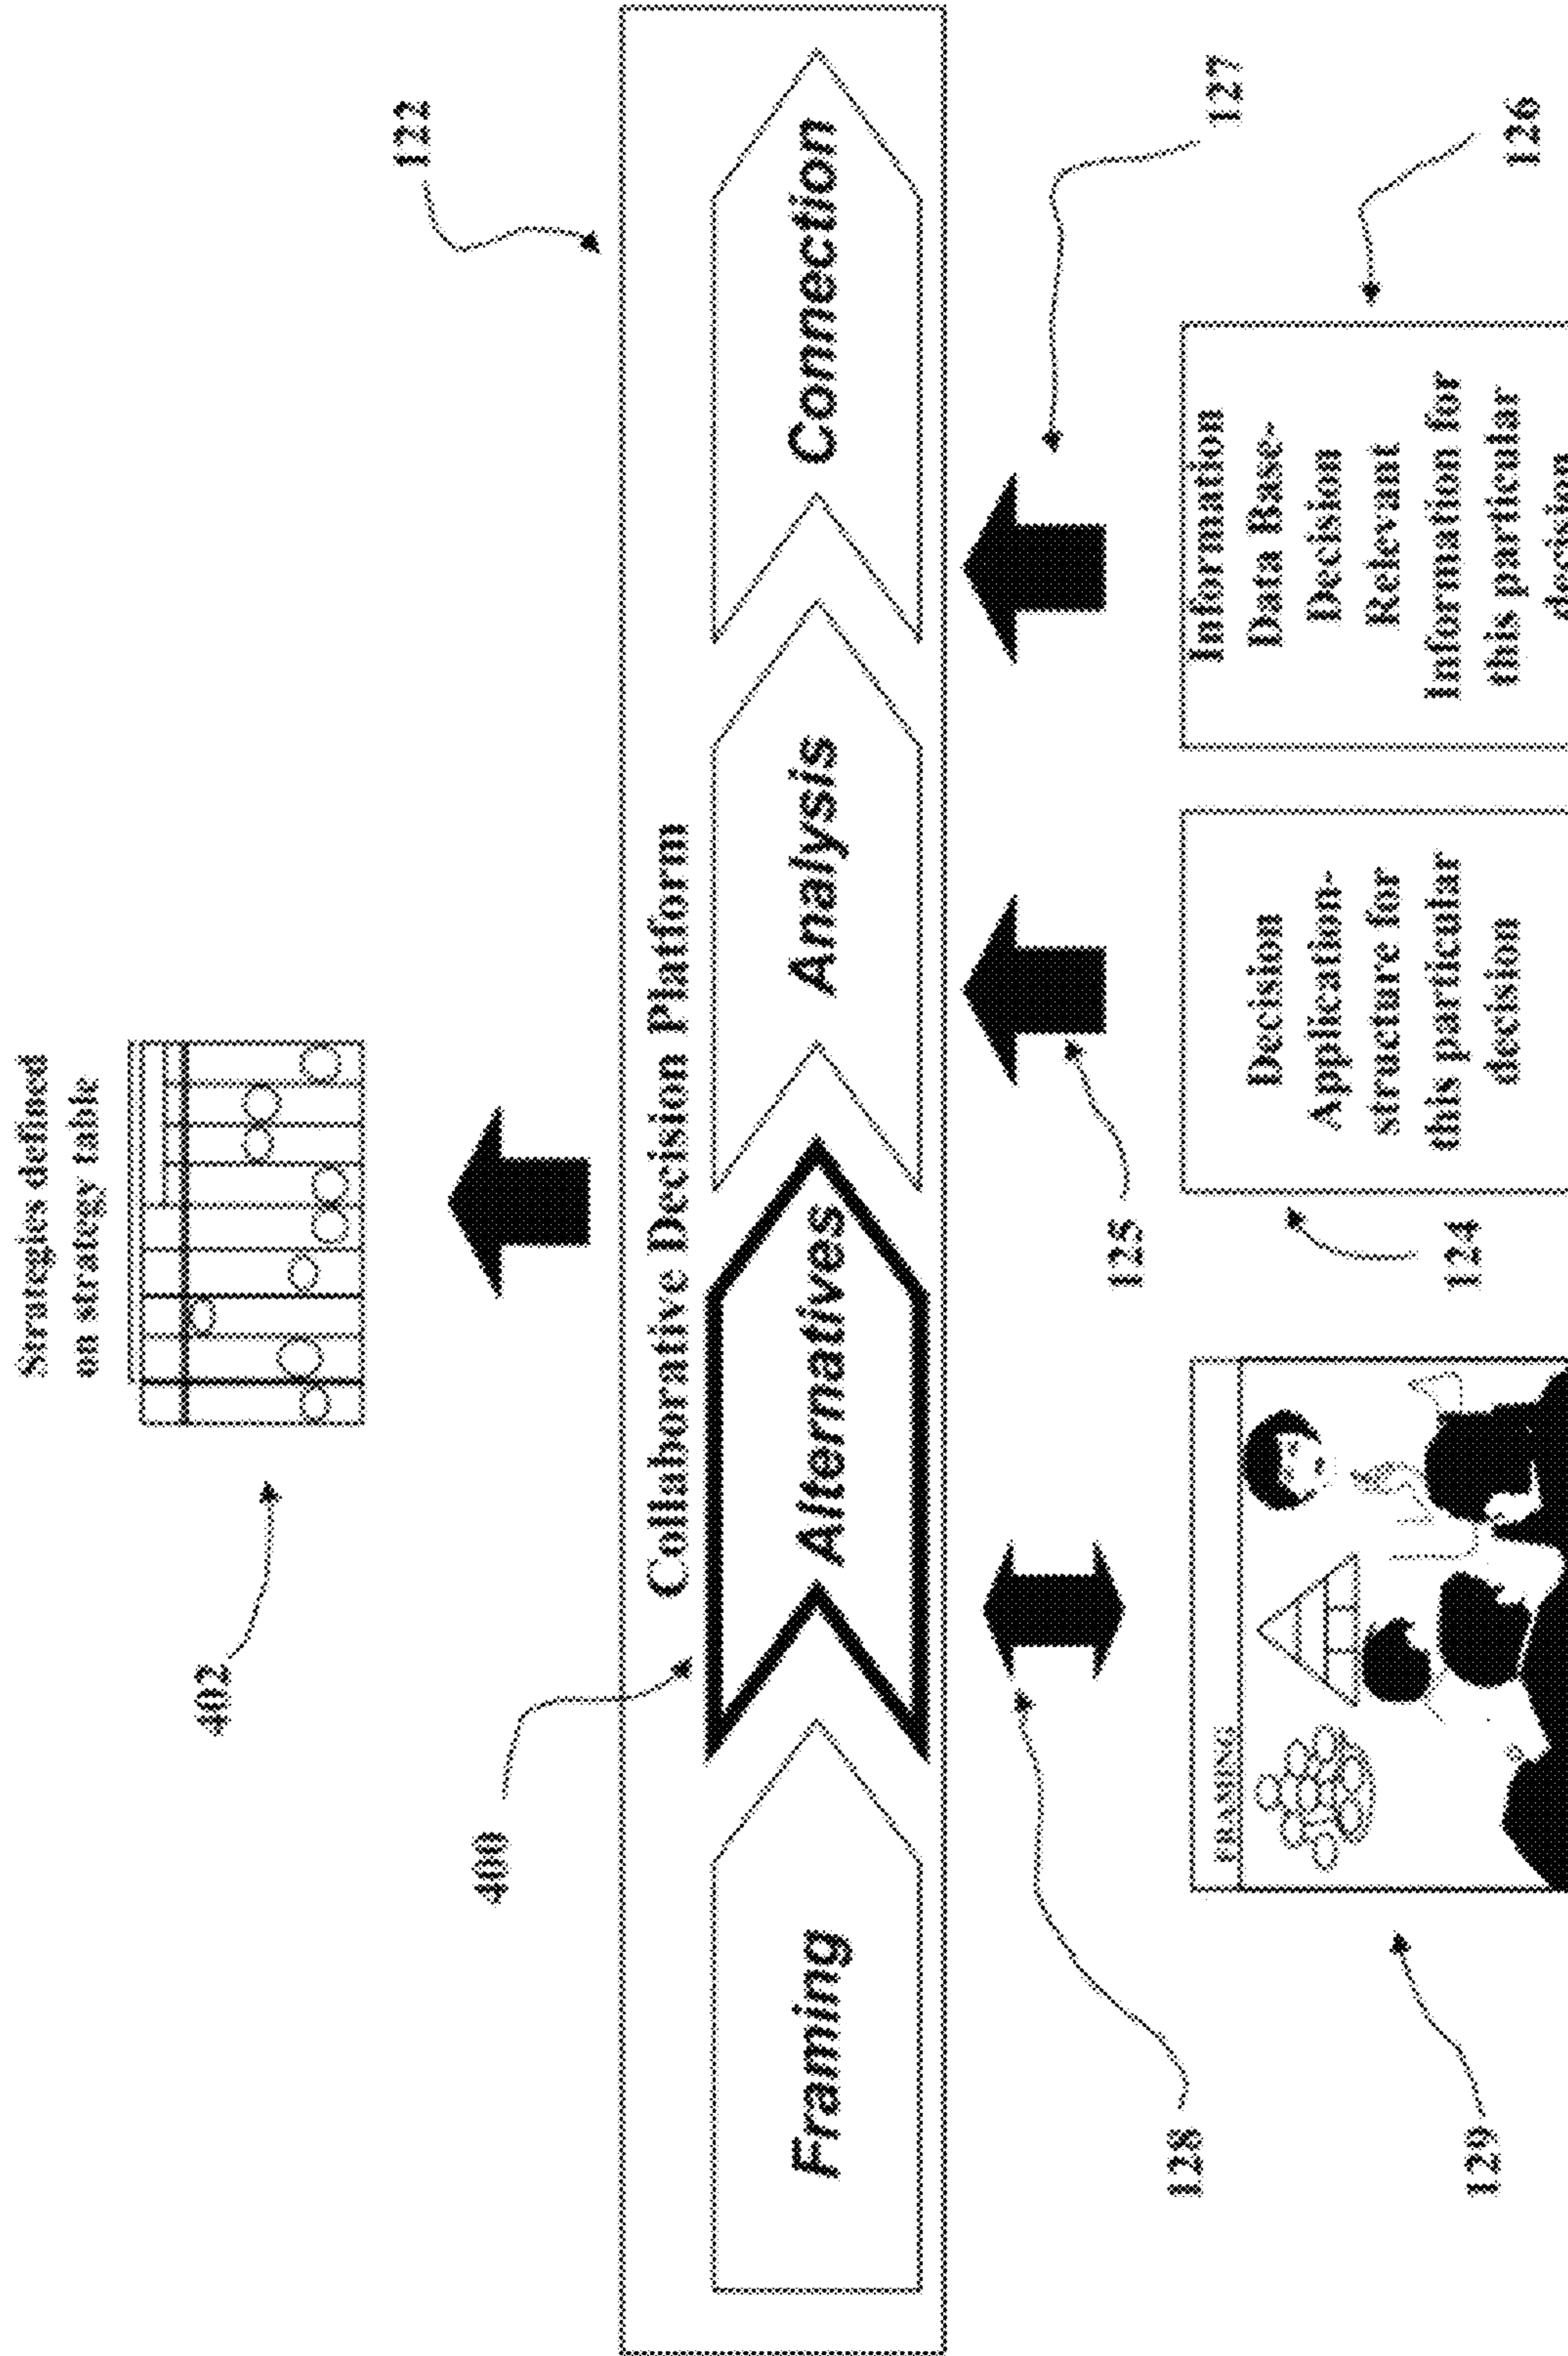 Strategies defined
on strategy table
402
122
400
Collaborative Decision Platform
Framing
Alternatives
Analysis
Connection
128
125
127
129
FRAMING
124
Decision
Application-
structure for
this particular
decision
126
Information
Data Base-
Decision
Relevant
Information for
this particular
decision